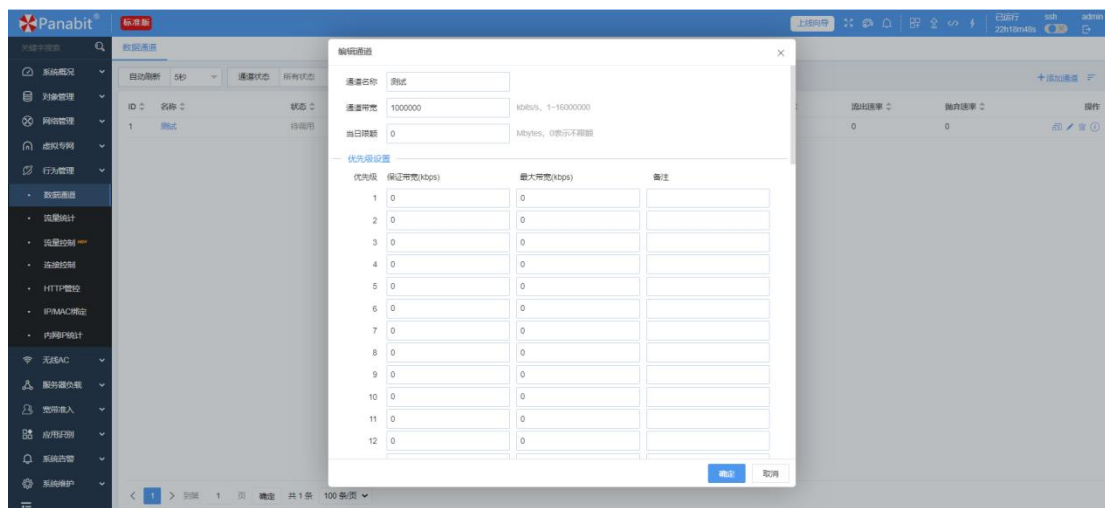 Panabit®
标准版
上线向导
已运行
22h18m48s
ssh
admin
关键字搜索
数据通道
系统概况
对象管理
网络管理
虚拟专网
行为管理
数据通道
流量统计
流量控制
连接控制
HTTP管控
IP/MAC绑定
内网IP统计
无线AC
服务器负载
宽带准入
应用识别
系统告警
系统维护
自动刷新 5秒 通道状态 所有状态
+添加通道
ID 名称 状态 流出速率 抛弃速率 操作
1 测试 待调用 0 0
编辑通道
通道名称 测试
通道带宽 1000000 kbits/s，1~16000000
当日限额 0 Mbytes，0表示不限额
优先级设置
优先级 保证带宽(kbps) 最大带宽(kbps) 备注
1 0 0
2 0 0
3 0 0
4 0 0
5 0 0
6 0 0
7 0 0
8 0 0
9 0 0
10 0 0
11 0 0
12 0 0
确定 取消
1 到第 1 页 确定 共 1 条 100 条/页